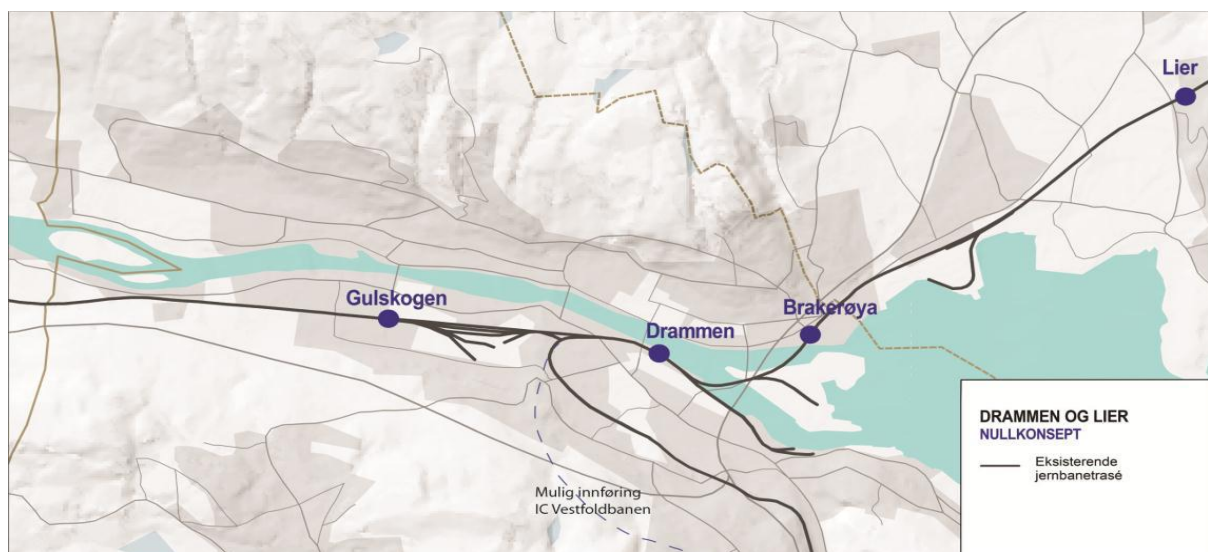 Lier
Gulskogen
Drammen
Brakerøya
Mulig innføring
IC Vestfoldbanen
DRAMMEN OG LIER
NULLKONSEPT
Eksisterende
jernbanetrasé